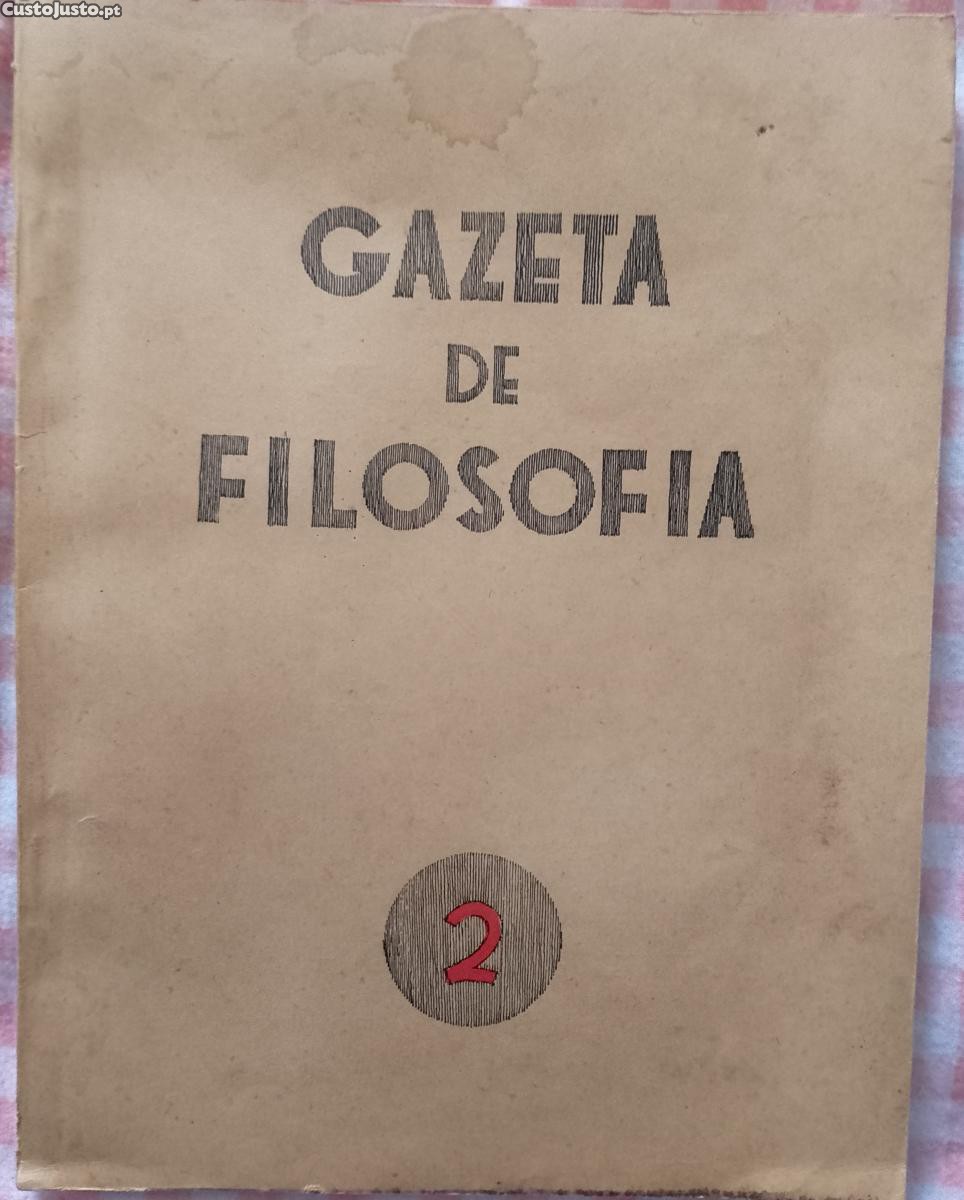 CustoJusto.pt
GAZETA
DE
FILOSOFIA
2